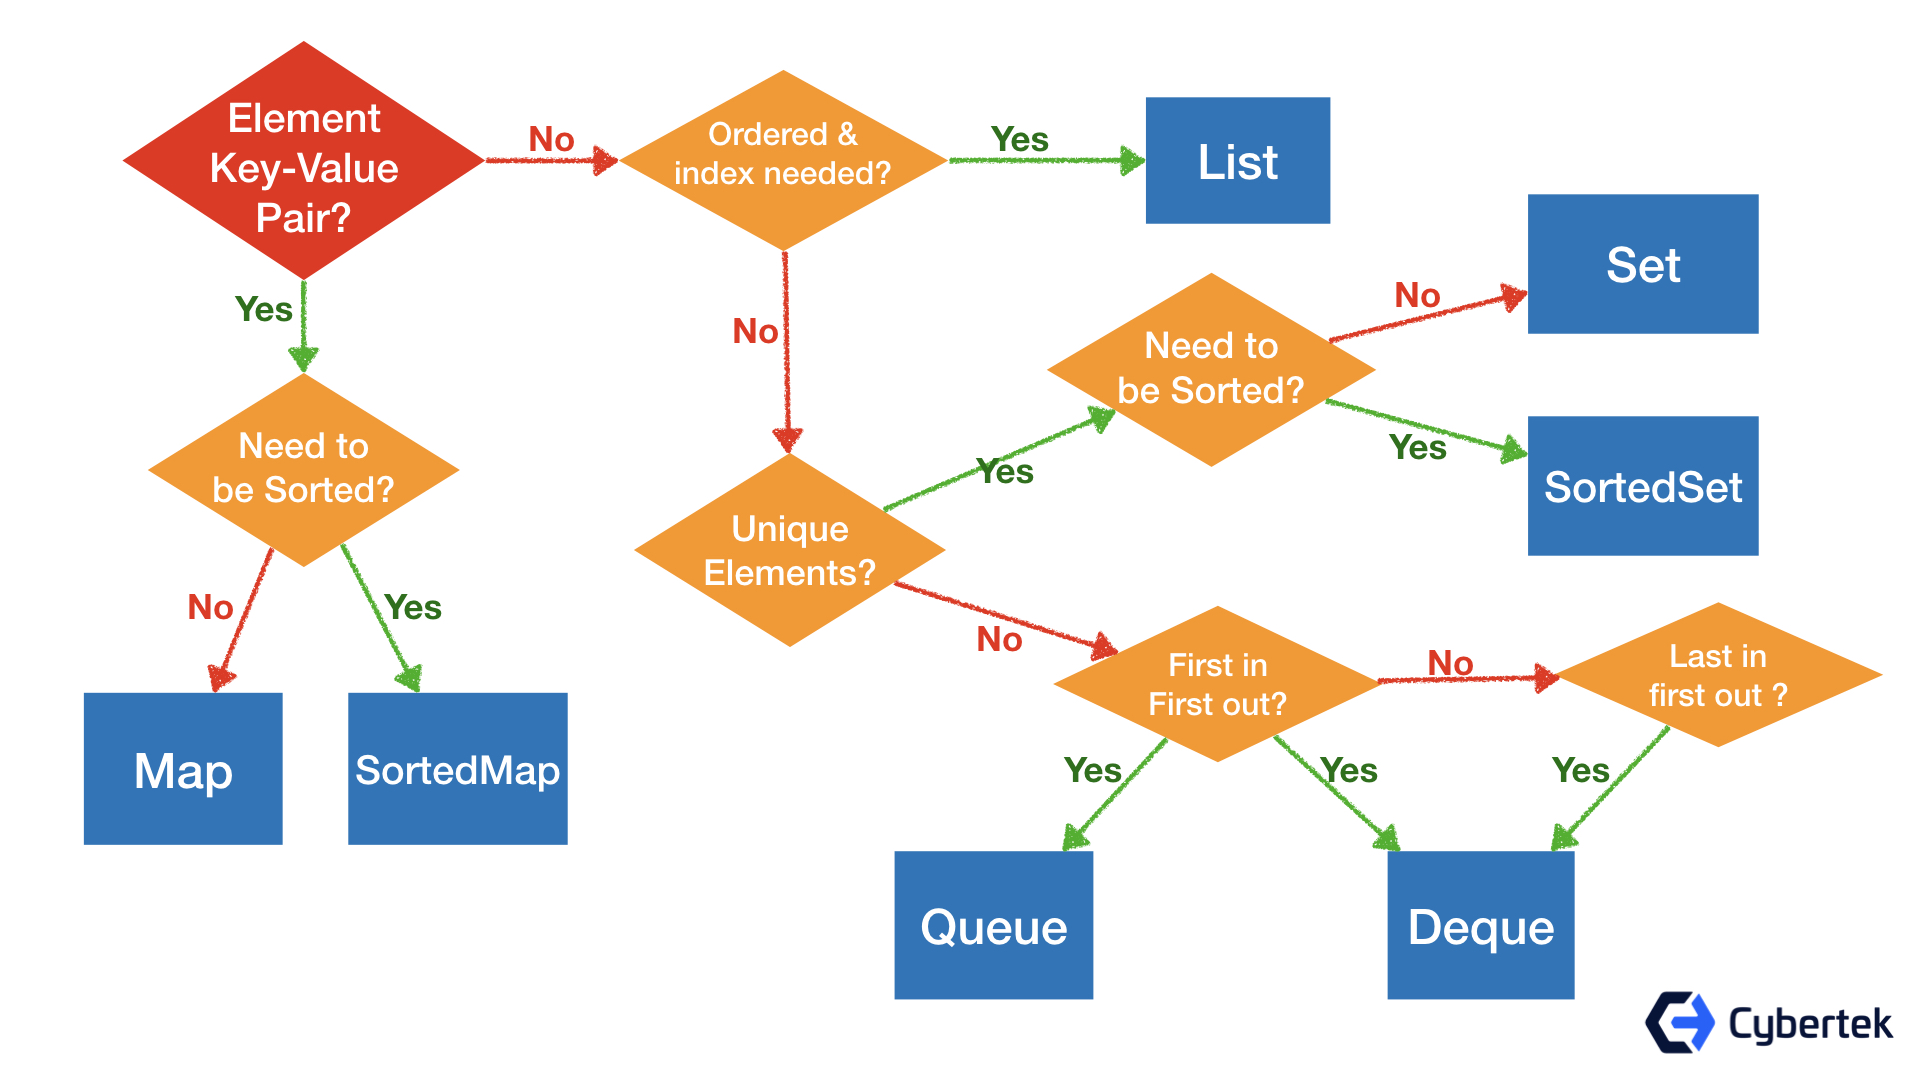 Element
Key-Value
Pair?
No
Ordered &
index needed?
Yes
List
Yes
No
Need to
be Sorted?
No
Set
Yes
SortedSet
Need to
be Sorted?
Yes
Unique
Elements?
No
No
Yes
Map
SortedMap
First in
First out?
No
Last in
first out ?
Yes
Yes
Yes
Queue
Deque
Cybertek